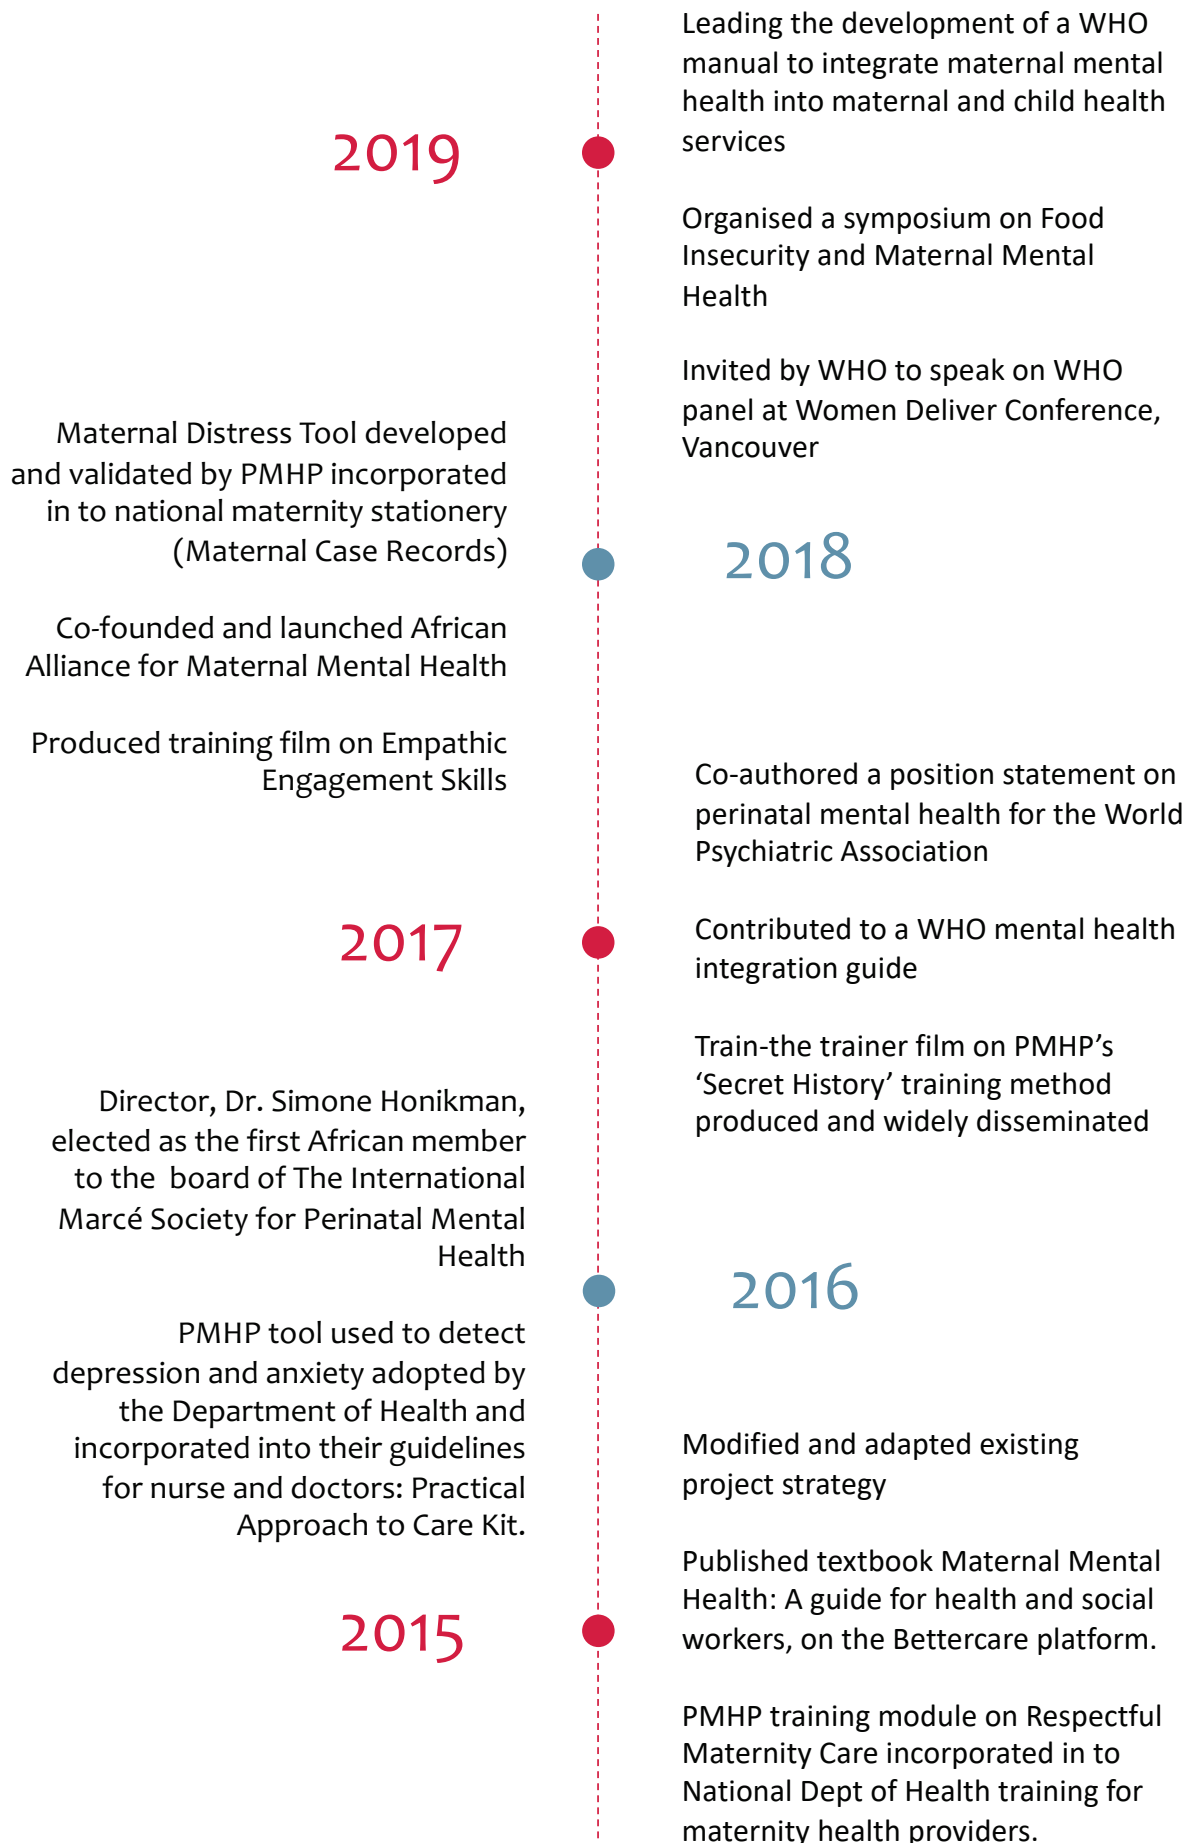 Leading the development of a WHO
manual to integrate maternal mental
health into maternal and child health
services
2019
Organised a symposium on Food
Insecurity and Maternal Mental
Health
Invited by WHO to speak on WHO
panel at Women Deliver Conference,
Vancouver
Maternal Distress Tool developed
and validated by PMHP incorporated
in to national maternity stationery
(Maternal Case Records)
2018
Co-founded and launched African
Alliance for Maternal Mental Health
Produced training film on Empathic
Engagement Skills
Co-authored a position statement on
perinatal mental health for the World
Psychiatric Association
2017
Contributed to a WHO mental health
integration guide
Train-the trainer film on PMHP’s
‘Secret History’ training method
produced and widely disseminated
Director, Dr. Simone Honikman,
elected as the first African member
to the  board of The International
Marcé Society for Perinatal Mental
Health
2016
PMHP tool used to detect
depression and anxiety adopted by
the Department of Health and
incorporated into their guidelines
for nurse and doctors: Practical
Approach to Care Kit.
Modified and adapted existing
project strategy
2015
Published textbook Maternal Mental
Health: A guide for health and social
workers, on the Bettercare platform.
PMHP training module on Respectful
Maternity Care incorporated in to
National Dept of Health training for
maternity health providers.